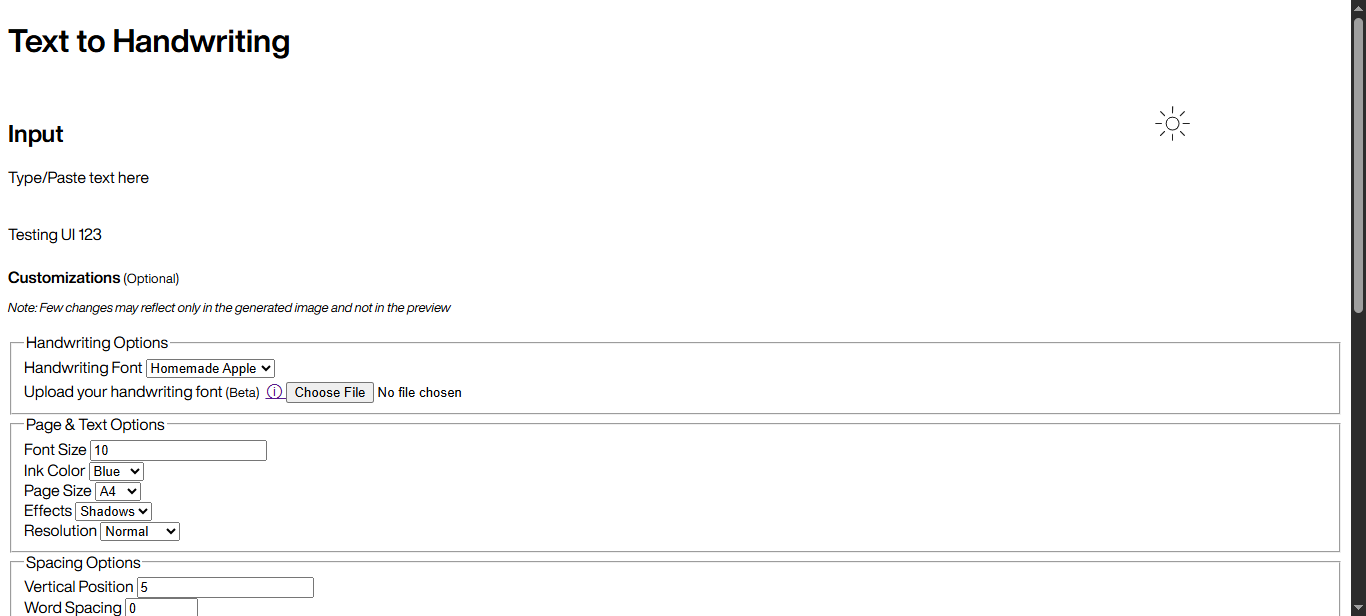 Text to Handwriting
Input
Type/Paste text here
Testing UI 123
Customizations (Optional)
Note: Few changes may reflect only in the generated image and not in the preview
Handwriting Options
Handwriting Font Homemade Apple
Upload your handwriting font (Beta) ⓘ Choose File No file chosen
Page & Text Options
Font Size 10
Ink Color Blue
Page Size A4
Effects Shadows
Resolution Normal
Spacing Options
Vertical Position 5
Word Spacing 0